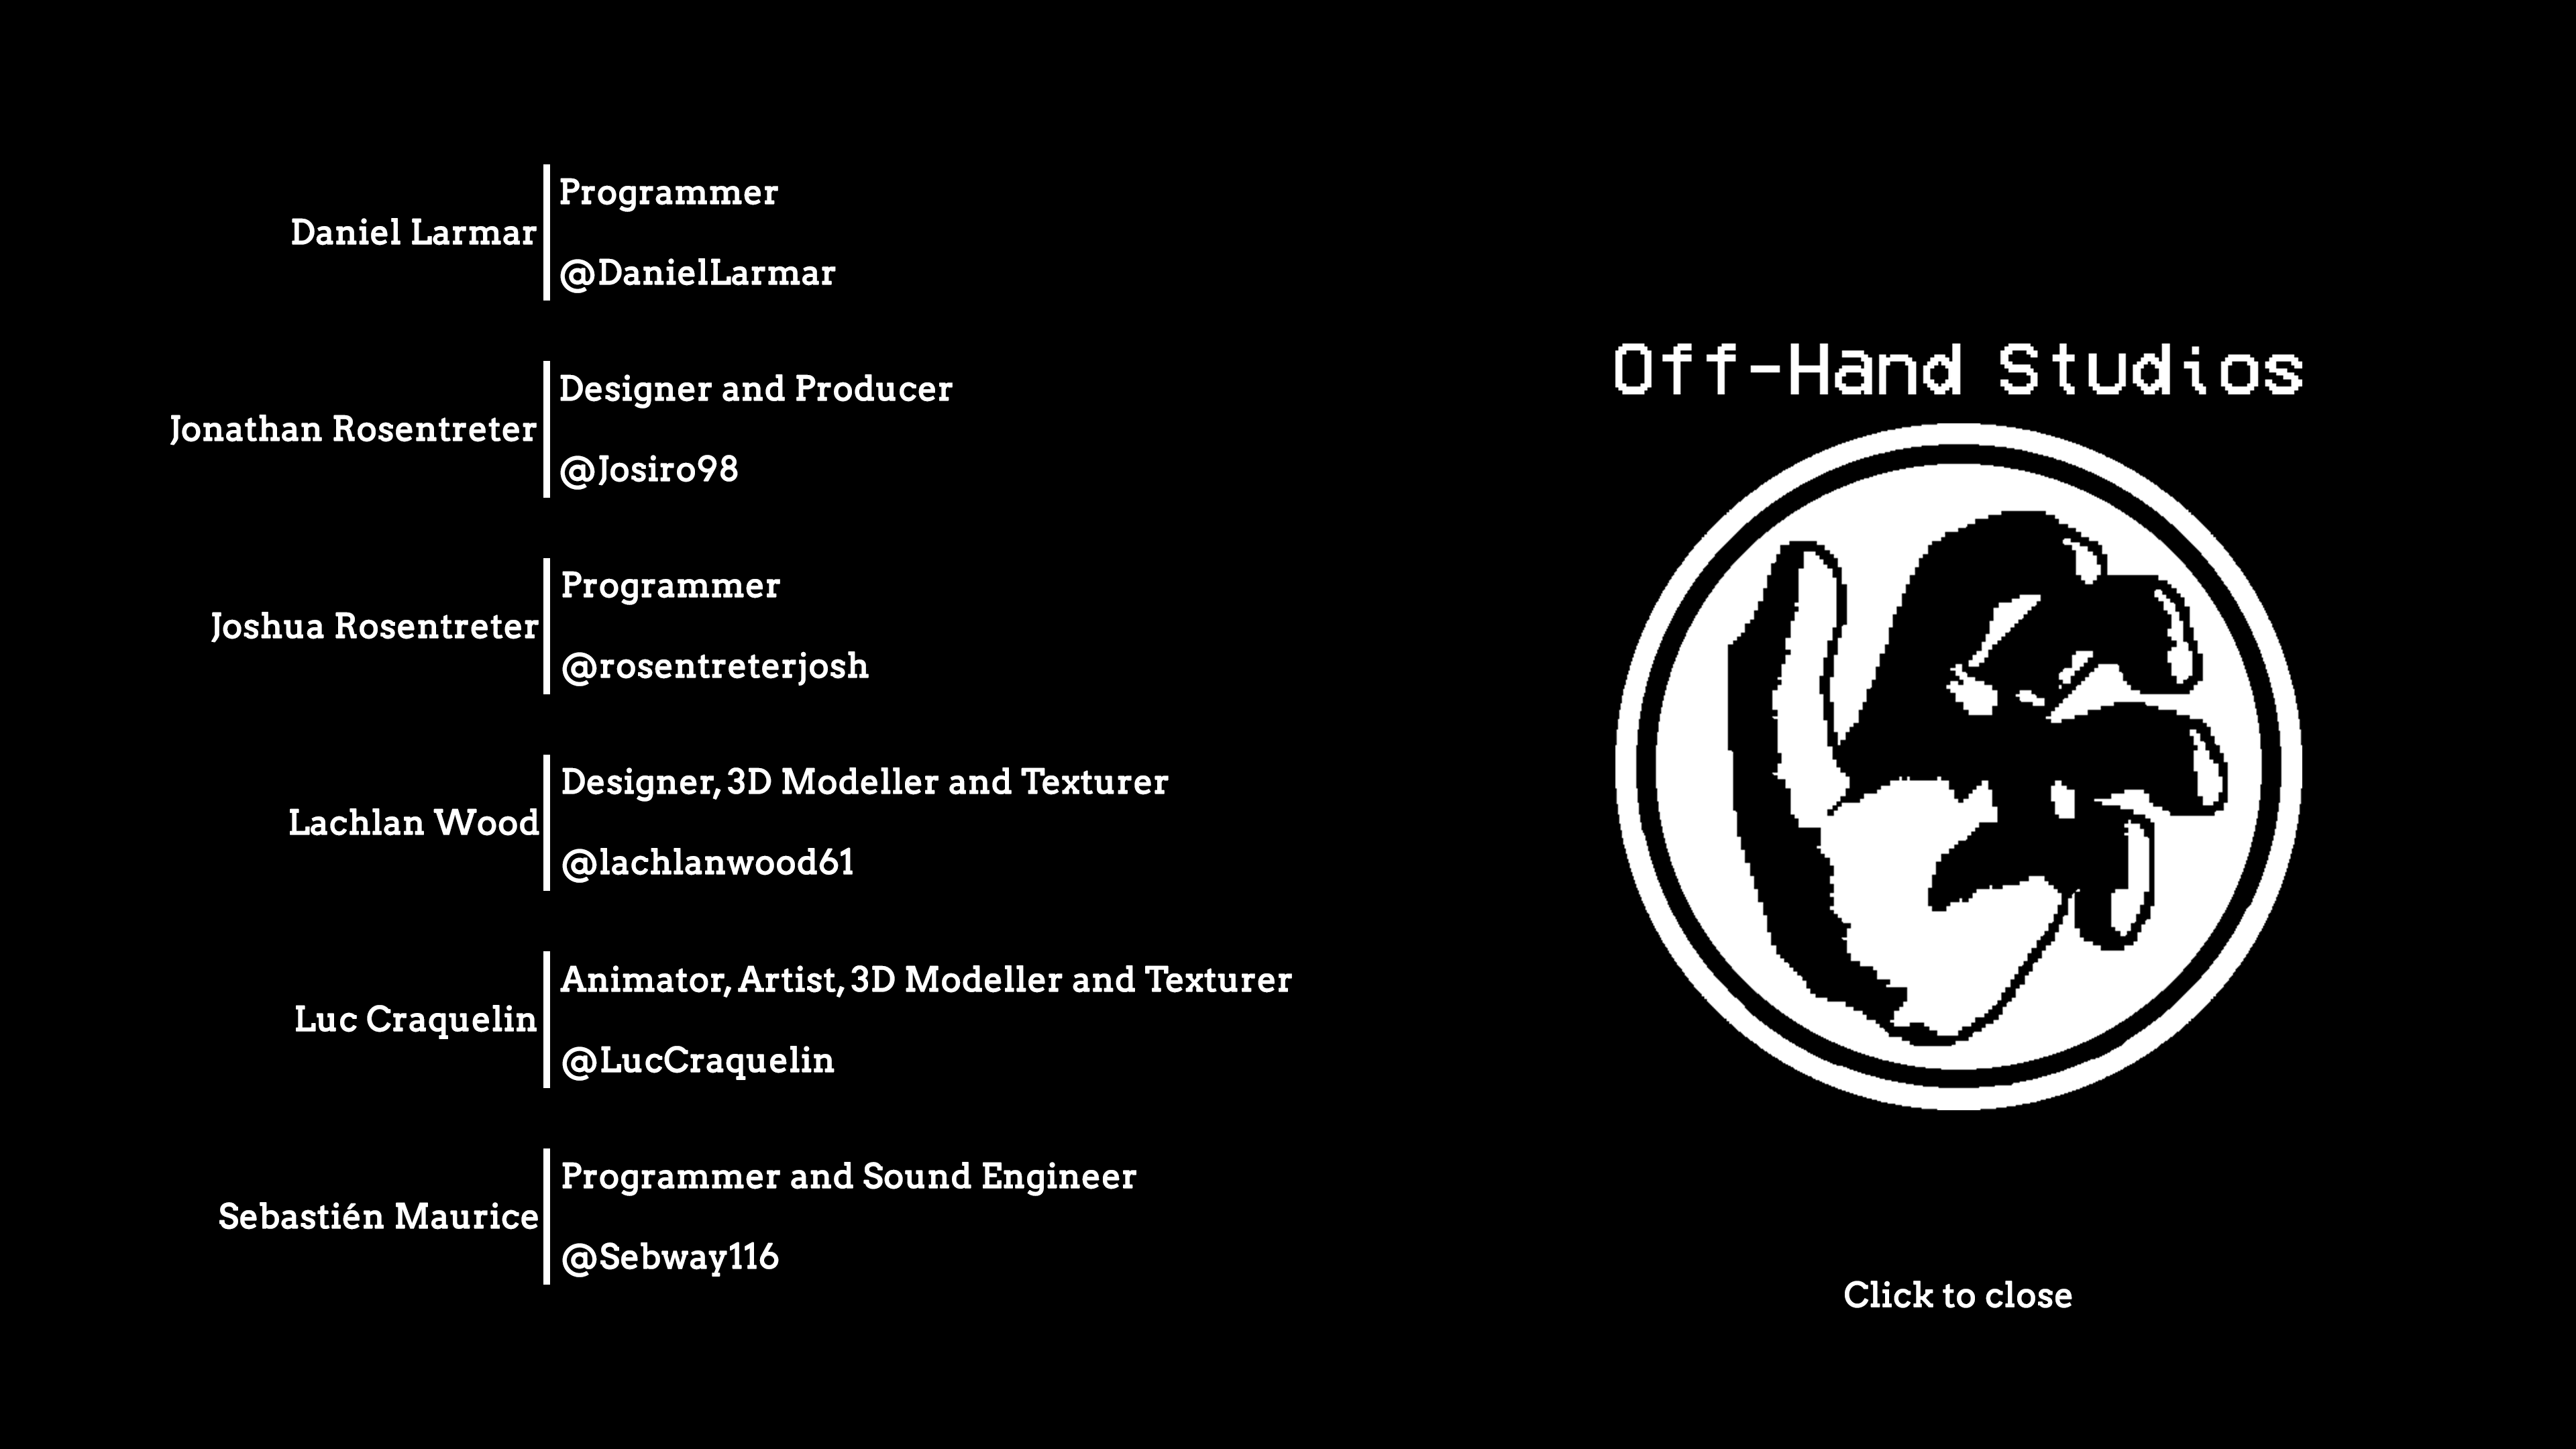 Daniel Larmar
Programmer
@DanielLarmar
Jonathan Rosentreter
Designer and Producer
@Josiro98
Joshua Rosentreter
Programmer
@rosentreterjosh
Lachlan Wood
Designer, 3D Modeller and Texturer
@lachlanwood61
Luc Craquelin
Animator, Artist, 3D Modeller and Texturer
@LucCraquelin
Sebastién Maurice
Programmer and Sound Engineer
@Sebway116
Off-Hand Studios
Click to close